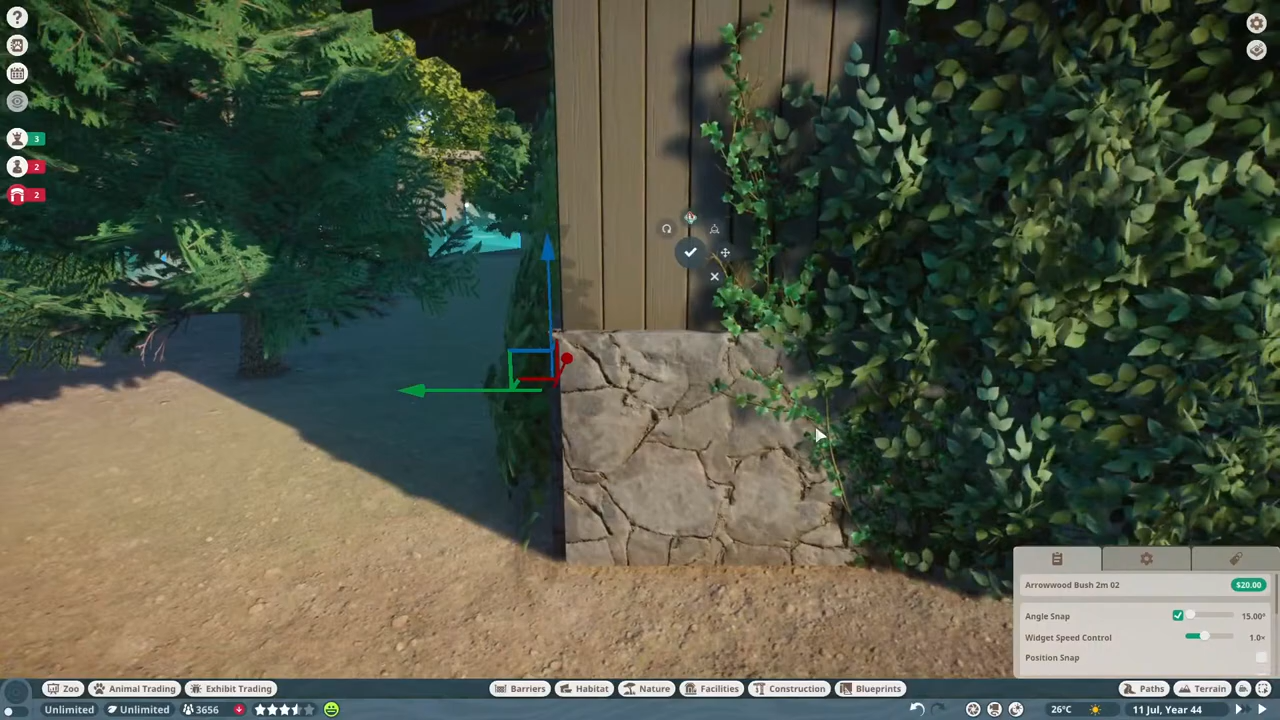 3
2
2
Arrowwood Bush 2m 02 $20.00
Angle Snap 15.00°
Widget Speed Control 1.0×
Position Snap
Zoo Animal Trading Exhibit Trading Barriers Habitat Nature Facilities Construction Blueprints Paths Terrain
Unlimited Unlimited 3656 26°C 11 Jul, Year 44